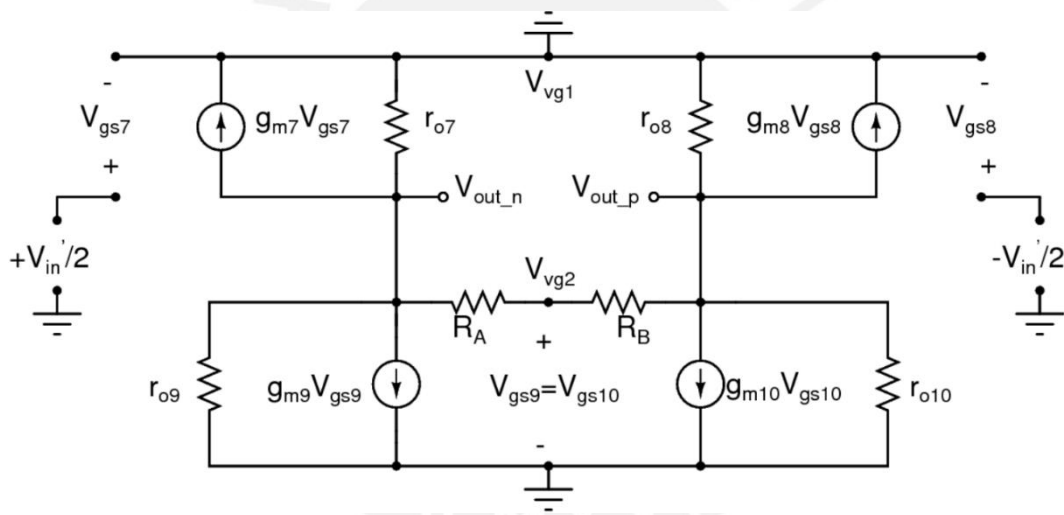 V_vg1
- -
V_gs7 g_m7V_gs7 r_o7 r_o8 g_m8V_gs8 V_gs8
+ +
V_out_n V_out_p
+V_in'/2 -V_in'/2
V_vg2
R_A R_B
+
r_o9 g_m9V_gs9 V_gs9=V_gs10 g_m10V_gs10 r_o10
-